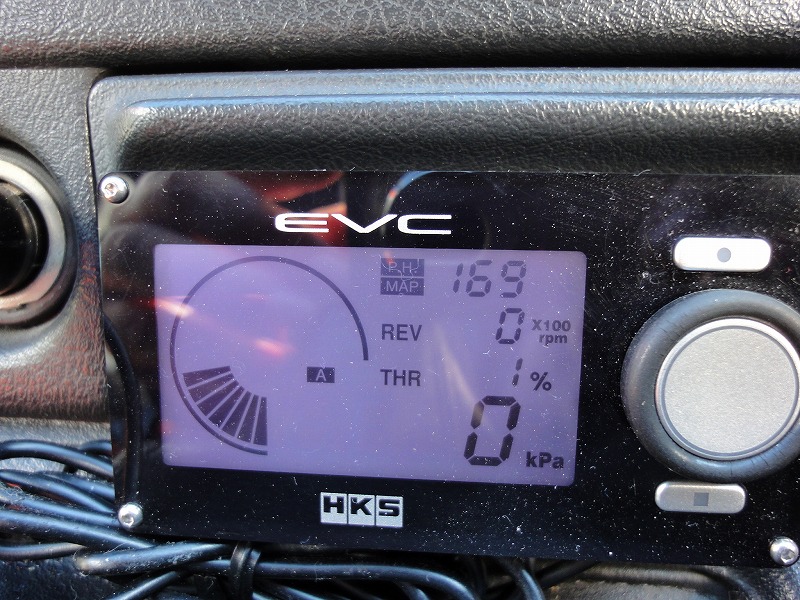 EVC
P.H.
MAP 169
REV 0 X100 rpm
A THR 1 %
0 kPa
HKS